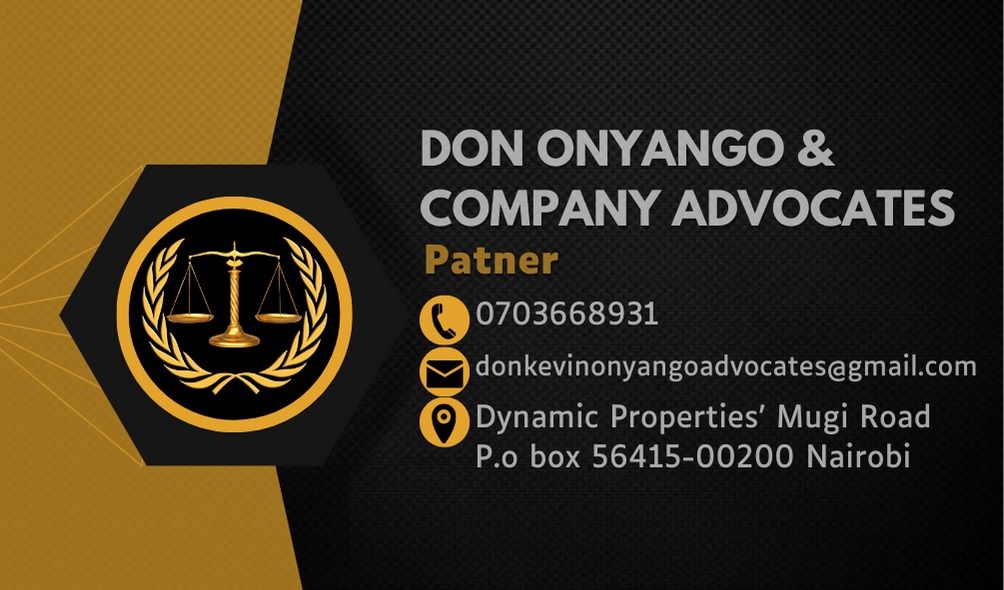 DON ONYANGO &
COMPANY ADVOCATES
Patner
0703668931
donkevinonyangoadvocates@gmail.com
Dynamic Properties’ Mugi Road
P.o box 56415-00200 Nairobi